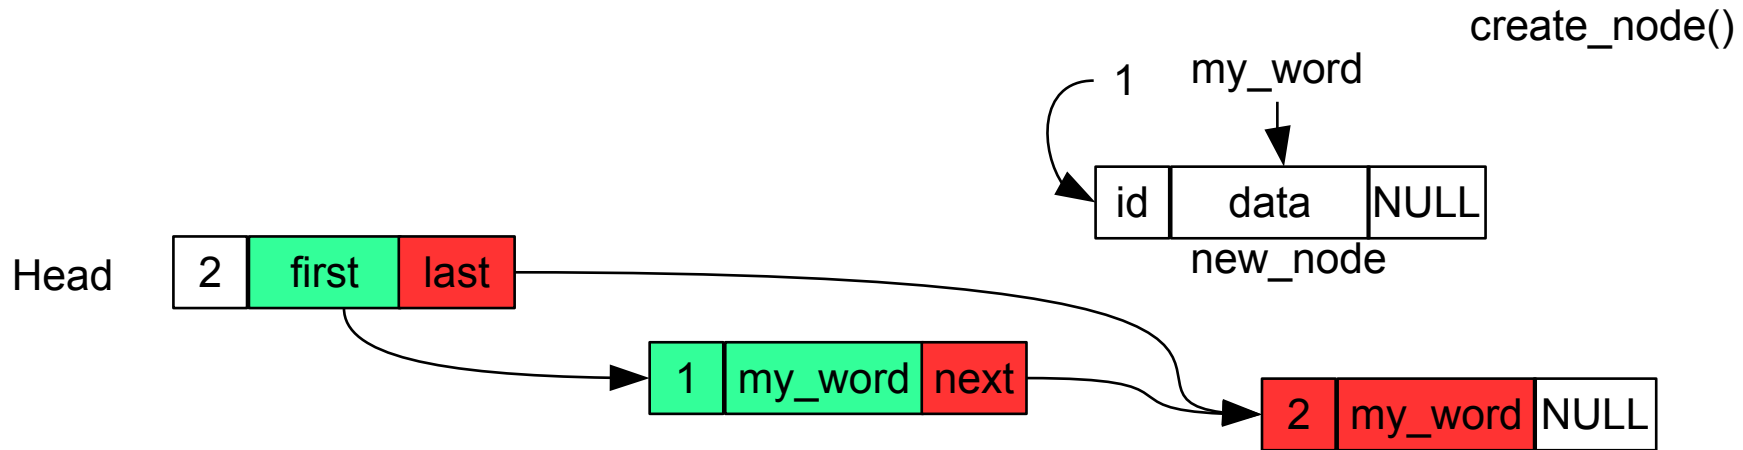 create_node()
1 my_word
id data NULL
new_node
Head 2 first last
1 my_word next
2 my_word NULL